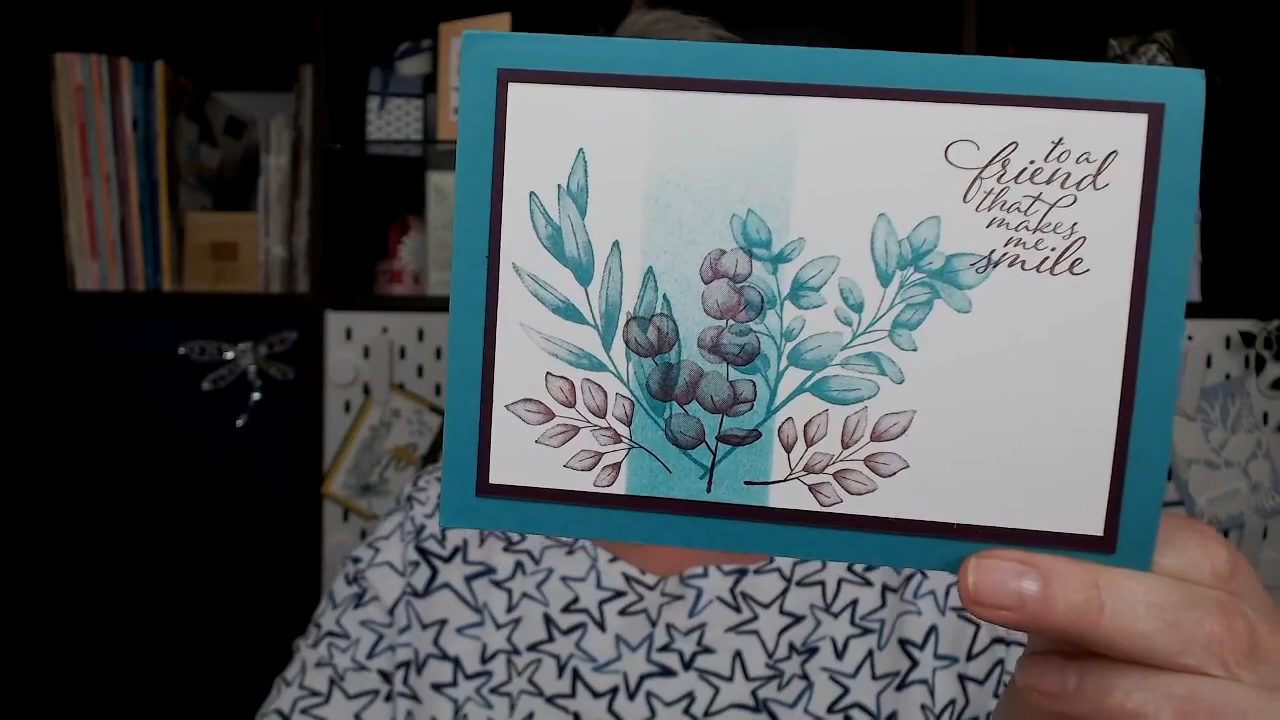 to a
friend
that
makes
me
smile